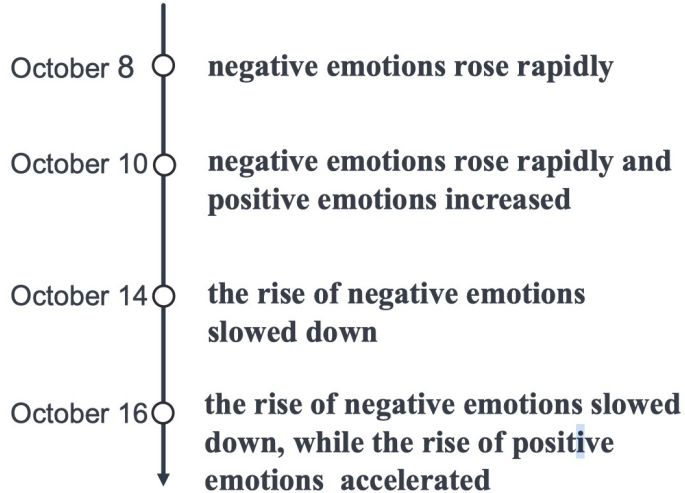 October 8 negative emotions rose rapidly
October 10 negative emotions rose rapidly and
positive emotions increased
October 14 the rise of negative emotions
slowed down
October 16 the rise of negative emotions slowed
down, while the rise of positive
emotions accelerated